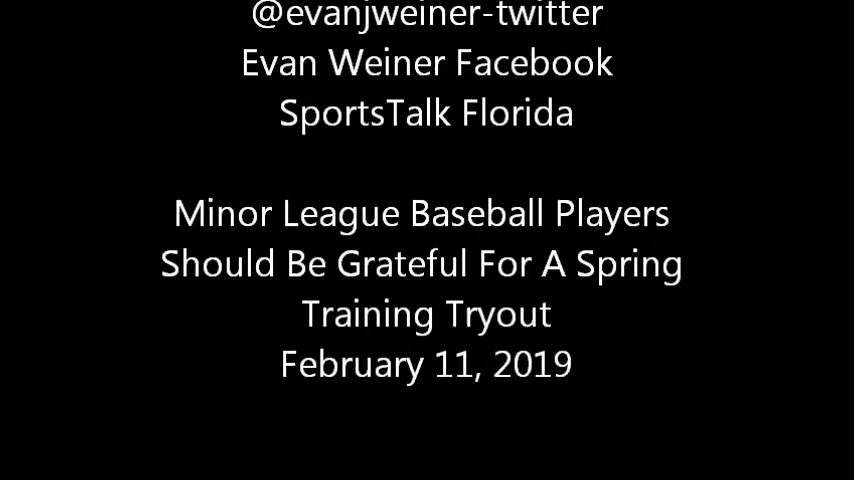 @evanjweiner-twitter
Evan Weiner Facebook
SportsTalk Florida
Minor League Baseball Players
Should Be Grateful For A Spring
Training Tryout
February 11, 2019